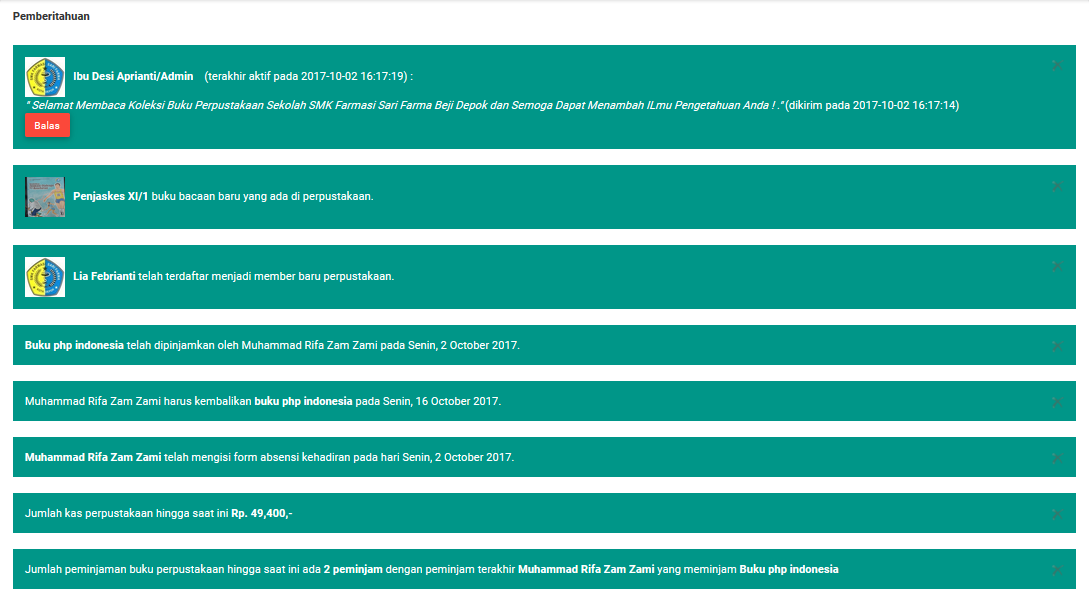 Pemberitahuan
Ibu Desi Aprianti/Admin (terakhir aktif pada 2017-10-02 16:17:19) :
" Selamat Membaca Koleksi Buku Perpustakaan Sekolah SMK Farmasi Sari Farma Beji Depok dan Semoga Dapat Menambah ILmu Pengetahuan Anda ! ." (dikirim pada 2017-10-02 16:17:14)
Balas
Penjaskes XI/1 buku bacaan baru yang ada di perpustakaan.
Lia Febrianti telah terdaftar menjadi member baru perpustakaan.
Buku php indonesia telah dipinjamkan oleh Muhammad Rifa Zam Zami pada Senin, 2 October 2017.
Muhammad Rifa Zam Zami harus kembalikan buku php indonesia pada Senin, 16 October 2017.
Muhammad Rifa Zam Zami telah mengisi form absensi kehadiran pada hari Senin, 2 October 2017.
Jumlah kas perpustakaan hingga saat ini Rp. 49,400,-
Jumlah peminjaman buku perpustakaan hingga saat ini ada 2 peminjam dengan peminjam terakhir Muhammad Rifa Zam Zami yang meminjam Buku php indonesia